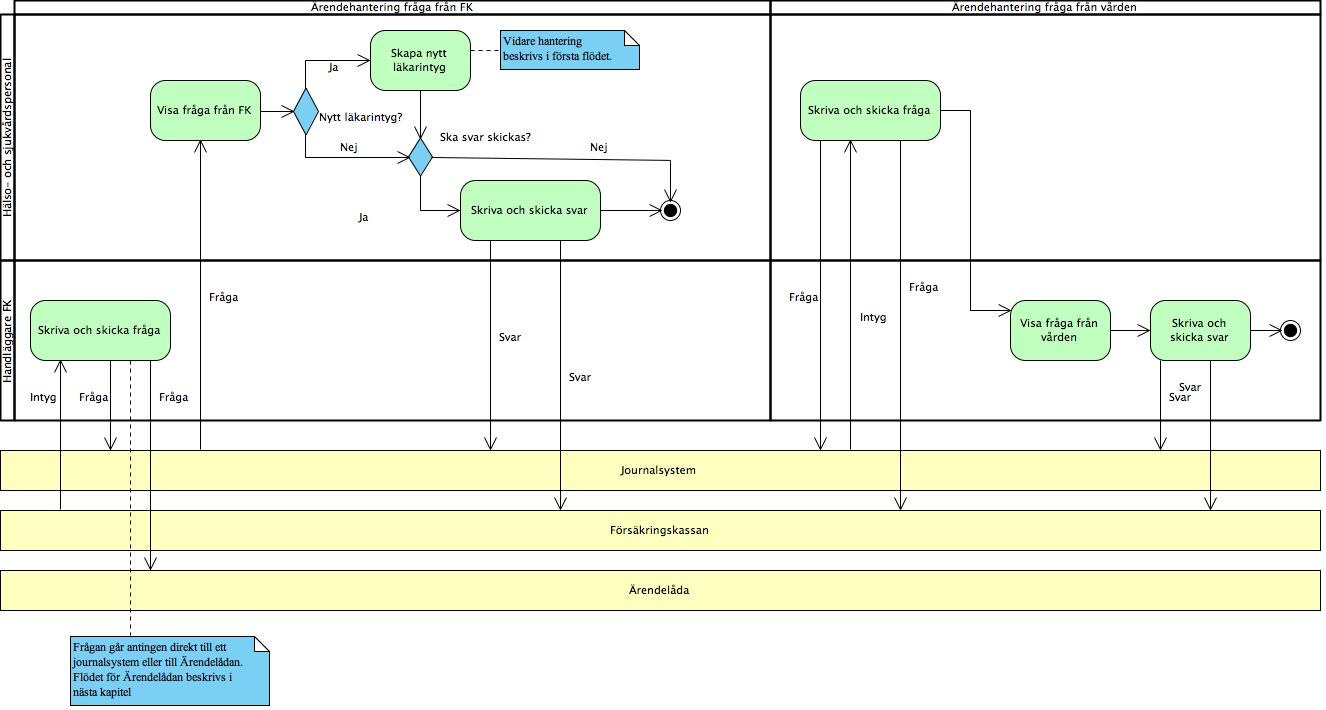 Ärendehantering fråga från FK
Ärendehantering fråga från vården
Hälso- och sjukvårdspersonal
Visa fråga från FK
Ja
Nytt läkarintyg?
Nej
Skapa nytt
läkarintyg
Vidare hantering
beskrivs i första flödet.
Ska svar skickas?
Nej
Ja
Skriva och skicka svar
Skriva och skicka fråga
Handläggare FK
Skriva och skicka fråga
Intyg
Fråga
Fråga
Fråga
Svar
Svar
Fråga
Intyg
Fråga
Visa fråga från
vården
Skriva och
skicka svar
Svar
Svar
Journalsystem
Försäkringskassan
Ärendelåda
Frågan går antingen direkt till ett
journalsystem eller till Ärendelådan.
Flödet för Ärendelådan beskrivs i
nästa kapitel